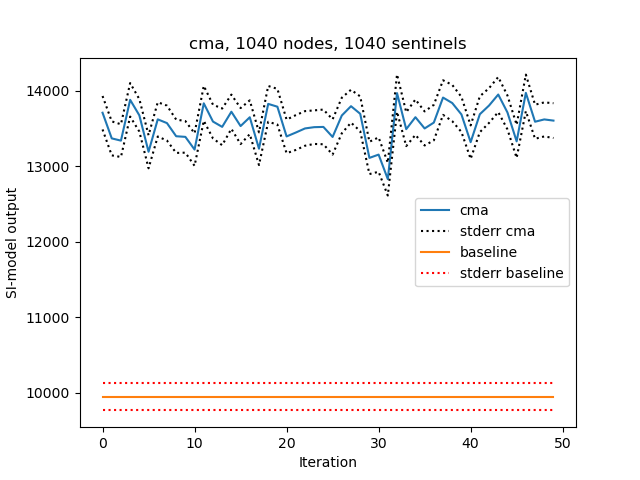 cma, 1040 nodes, 1040 sentinels
14000
13000
12000
11000
10000
SI-model output
cma
stderr cma
baseline
stderr baseline
0 10 20 30 40 50
Iteration